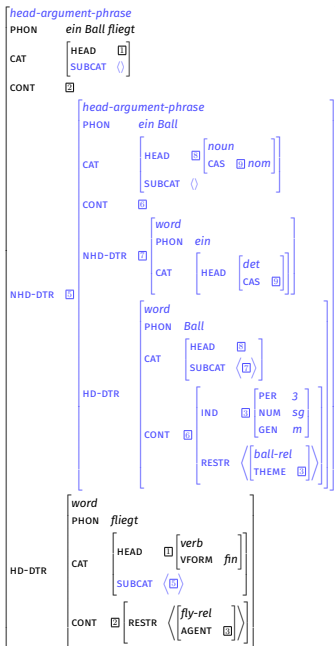 head-argument-phrase
PHON ein Ball fliegt
CAT HEAD 1
SUBCAT ⟨⟩
CONT 2
head-argument-phrase
PHON ein Ball
CAT HEAD 8 noun
CAS 9 nom
SUBCAT ⟨⟩
CONT 6
word
PHON ein
NHD-DTR 7
CAT HEAD det
CAS 9
NHD-DTR 5
word
PHON Ball
CAT HEAD 8
SUBCAT ⟨7⟩
HD-DTR
PER 3
CONT 6 IND 3 NUM sg
GEN m
RESTR ⟨ball-rel
THEME 3⟩
word
PHON fliegt
HD-DTR CAT HEAD 1 verb
VFORM fin
SUBCAT ⟨5⟩
CONT 2 RESTR ⟨fly-rel
AGENT 3⟩